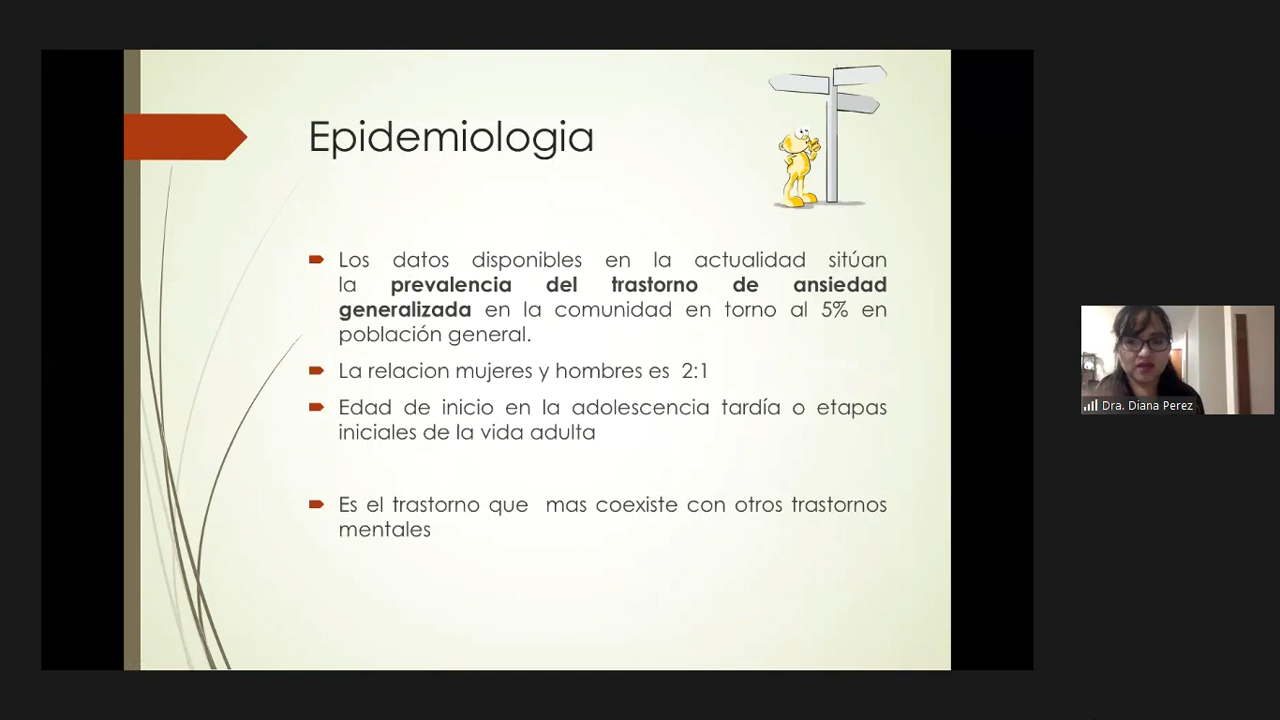 Epidemiologia
Los datos disponibles en la actualidad sitúan
la prevalencia del trastorno de ansiedad
generalizada en la comunidad en torno al 5% en
población general.
La relacion mujeres y hombres es 2:1
Edad de inicio en la adolescencia tardía o etapas
iniciales de la vida adulta
Es el trastorno que mas coexiste con otros trastornos
mentales
Dra. Diana Perez